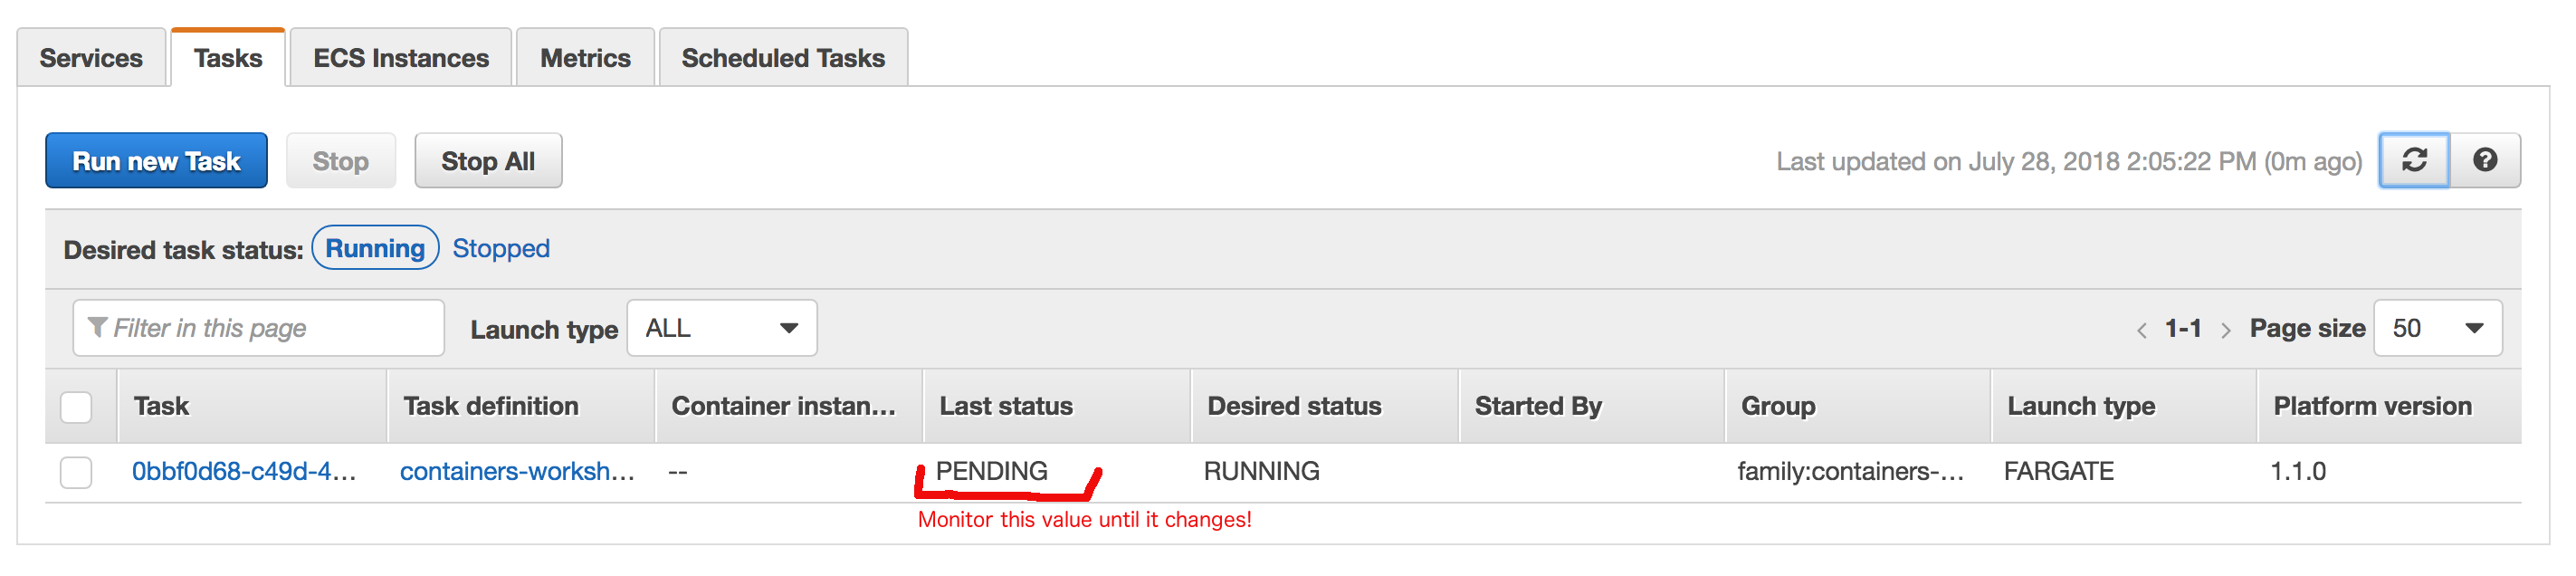 Services Tasks ECS Instances Metrics Scheduled Tasks
Run new Task Stop Stop All Last updated on July 28, 2018 2:05:22 PM (0m ago)
Desired task status: Running Stopped
Filter in this page Launch type ALL 1-1 Page size 50
Task Task definition Container instan... Last status Desired status Started By Group Launch type Platform version
0bbf0d68-c49d-4... containers-worksh... -- PENDING RUNNING family:containers-... FARGATE 1.1.0
Monitor this value until it changes!